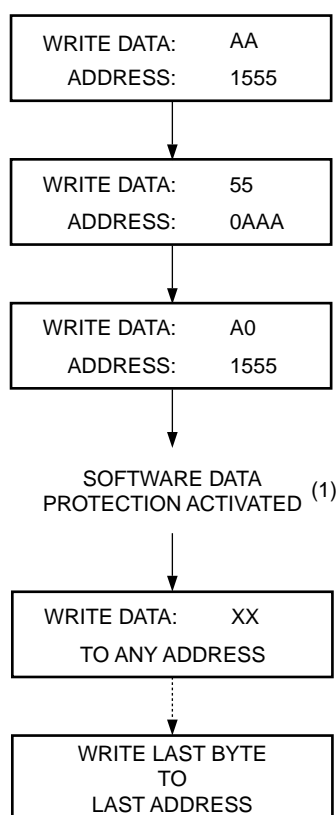 WRITE DATA: AA
ADDRESS: 1555
WRITE DATA: 55
ADDRESS: 0AAA
WRITE DATA: A0
ADDRESS: 1555
SOFTWARE DATA
PROTECTION ACTIVATED (1)
WRITE DATA: XX
TO ANY ADDRESS
WRITE LAST BYTE
TO
LAST ADDRESS